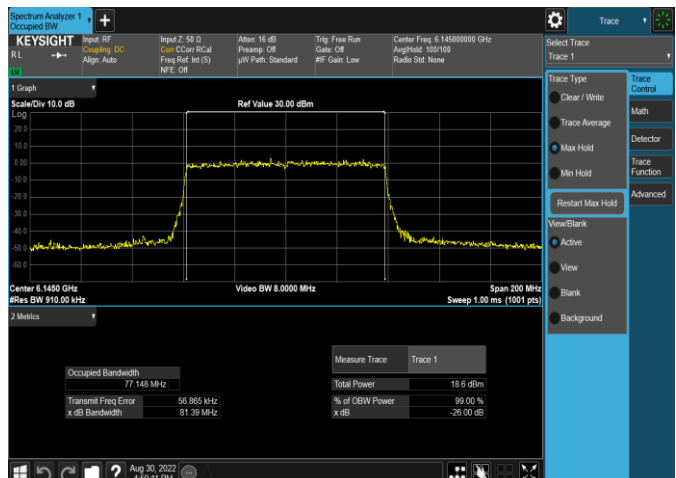 Spectrum Analyzer 1
Occupied BW
KEYSIGHT
RL
Input: RF
Coupling: DC
Align: Auto
Input Z: 50 Ω
Corr CCorr RCal
Freq Ref: Int (S)
NFE: Off
Atten: 16 dB
Preamp: Off
µW Path: Standard
Trig: Free Run
Gate: Off
#IF Gain: Low
Center Freq: 6.145000000 GHz
Avg|Hold: 100/100
Radio Std: None
LW
1 Graph
Scale/Div 10.0 dB
Ref Value 30.00 dBm
Log
20.0
10.0
0.00
-10.0
-20.0
-30.0
-40.0
-50.0
-60.0
Center 6.1450 GHz
Video BW 8.0000 MHz
Span 200 MHz
#Res BW 910.00 kHz
Sweep 1.00 ms (1001 pts)
2 Metrics
Measure Trace
Trace 1
Occupied Bandwidth
77.148 MHz
Total Power
18.6 dBm
Transmit Freq Error
56.865 kHz
% of OBW Power
99.00 %
x dB Bandwidth
81.39 MHz
x dB
-26.00 dB
Aug 30, 2022
Trace
Select Trace
Trace 1
Trace Type
Clear / Write
Trace Average
Max Hold
Min Hold
Restart Max Hold
View/Blank
Active
View
Blank
Background
Trace
Control
Math
Detector
Trace
Function
Advanced